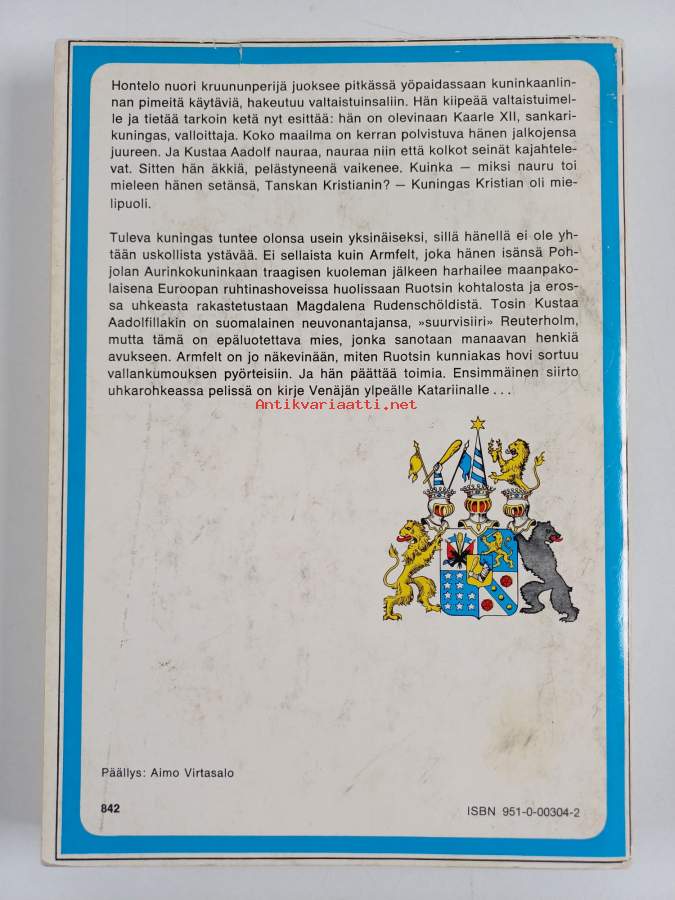 Hontelo nuori kruununperijä juoksee pitkässä yöpaidassaan kuninkaanlin-
nan pimeitä käytäviä, hakeutuu valtaistuinsaliin. Hän kiipeää valtaistuimel-
le ja tietää tarkoin ketä nyt esittää: hän on olevinaan Kaarle XII, sankari-
kuningas, valloittaja. Koko maailma on kerran polvistuva hänen jalkojensa
juureen. Ja Kustaa Aadolf nauraa, nauraa niin että kolkot seinät kajahtele-
vat. Sitten hän äkkiä, pelästyneenä vaikenee. Kuinka — miksi nauru toi
mieleen hänen setänsä, Tanskan Kristianin? — Kuningas Kristian oli mie-
lipuoli.
Tuleva kuningas tuntee olonsa usein yksinäiseksi, sillä hänellä ei ole yh-
tään uskollista ystävää. Ei sellaista kuin Armfelt, joka hänen isänsä Poh-
jolan Aurinkokuninkaan traagisen kuoleman jälkeen harhailee maanpako-
laisena Euroopan ruhtinashoveissa huolissaan Ruotsin kohtalosta ja eros-
sa uhkeasta rakastetustaan Magdalena Rudenschöldistä. Tosin Kustaa
Aadolfillakin on suomalainen neuvonantajansa, »suurvisiiri» Reuterholm,
mutta tämä on epäluotettava mies, jonka sanotaan manaavan henkiä
avukseen. Armfelt on jo näkevinään, miten Ruotsin kunniakas hovi sortuu
vallankumouksen pyörteisiin. Ja hän päättää toimia. Ensimmäinen siirto
uhkarohkeassa pelissä on kirje Venäjän ylpeälle Katariinalle . . .
Antikvariaatti.net
Päällys: Aimo Virtasalo
842
ISBN 951-0-00304-2